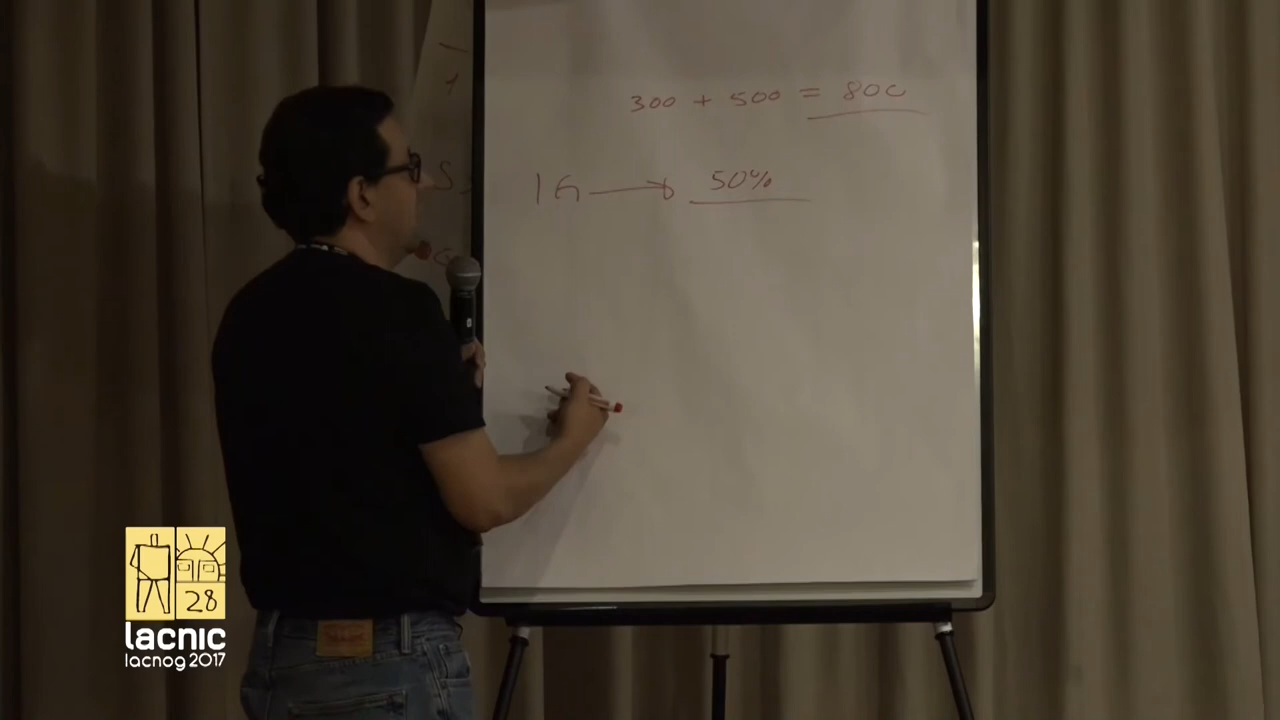 300 + 500 = 800
1G → 50%
28
lacnic
lacnog 2017